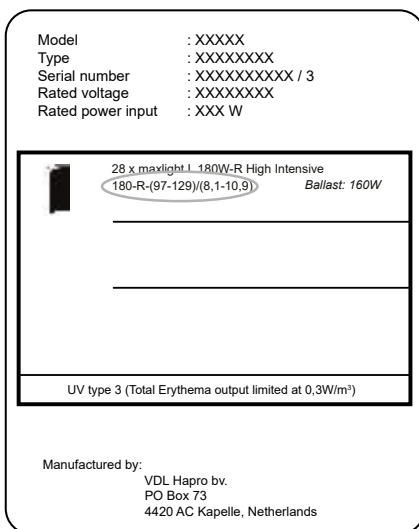 Model : XXXXX
Type : XXXXXXXX
Serial number : XXXXXXXXXX / 3
Rated voltage : XXXXXXXX
Rated power input : XXX W
28 x maxlight L 180W-R High Intensive
180-R-(97-129)/(8,1-10,9) Ballast: 160W
UV type 3 (Total Erythema output limited at 0,3W/m³)
Manufactured by:
VDL Hapro bv.
PO Box 73
4420 AC Kapelle, Netherlands